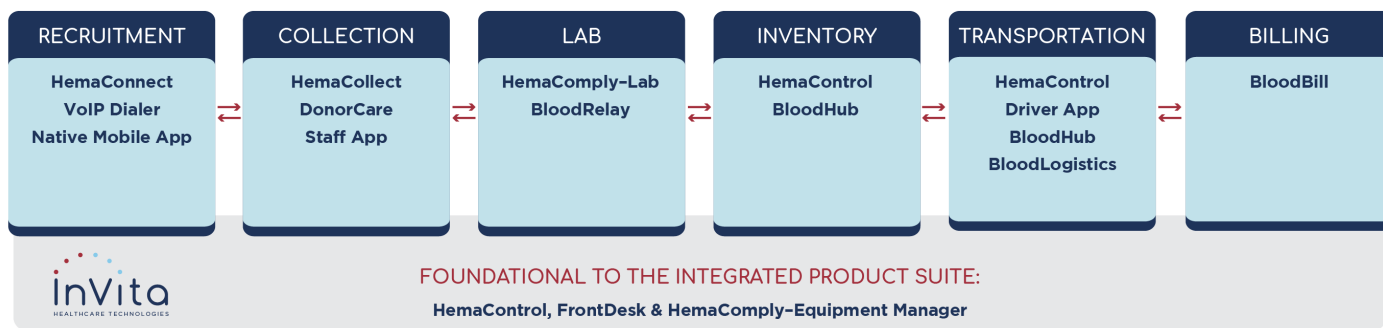 RECRUITMENT
HemaConnect
VoIP Dialer
Native Mobile App
COLLECTION
HemaCollect
DonorCare
Staff App
LAB
HemaComply–Lab
BloodRelay
INVENTORY
HemaControl
BloodHub
TRANSPORTATION
HemaControl
Driver App
BloodHub
BloodLogistics
BILLING
BloodBill
inVita
HEALTHCARE TECHNOLOGIES
FOUNDATIONAL TO THE INTEGRATED PRODUCT SUITE:
HemaControl, FrontDesk & HemaComply–Equipment Manager